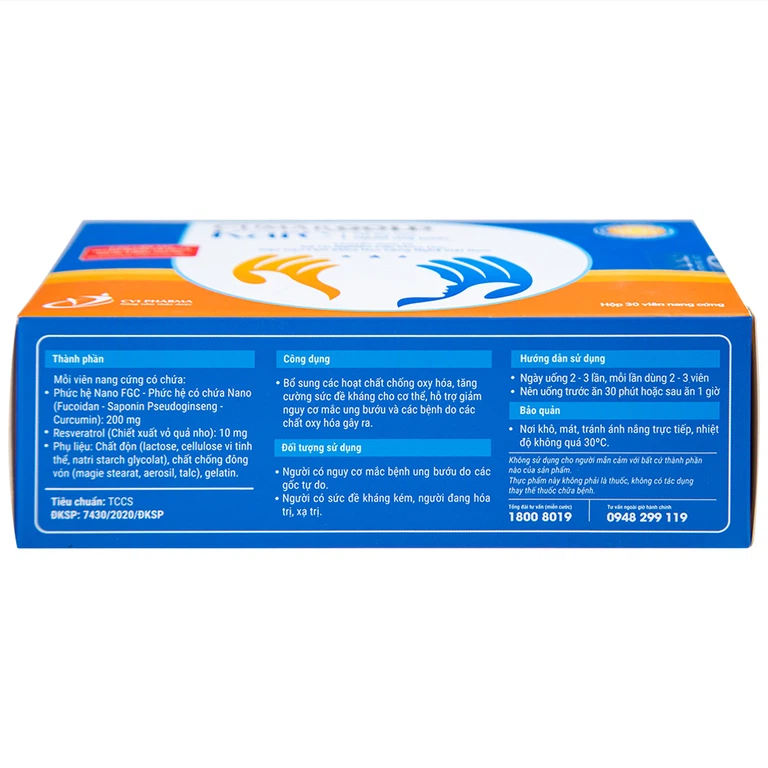 CVI PHARMA
Hộp 30 viên nang cứng
Thành phần
Mỗi viên nang cứng có chứa:
• Phức hệ Nano FGC - Phức hệ có chứa Nano
(Fucoidan - Saponin Pseudoginseng -
Curcumin): 200 mg
• Resveratrol (Chiết xuất vỏ quả nho): 10 mg
• Phụ liệu: Chất độn (lactose, cellulose vi tinh
thể, natri starch glycolat), chất chống đông
vón (magie stearat, aerosil, talc), gelatin.
Tiêu chuẩn: TCCS
ĐKSP: 7430/2020/ĐKSP
Công dụng
• Bổ sung các hoạt chất chống oxy hóa, tăng
cường sức đề kháng cho cơ thể, hỗ trợ giảm
nguy cơ mắc ung bướu và các bệnh do các
chất oxy hóa gây ra.
Đối tượng sử dụng
• Người có nguy cơ mắc bệnh ung bướu do các
gốc tự do.
• Người có sức đề kháng kém, người đang hóa
trị, xạ trị.
Hướng dẫn sử dụng
• Ngày uống 2 - 3 lần, mỗi lần dùng 2 - 3 viên
• Nên uống trước ăn 30 phút hoặc sau ăn 1 giờ
Bảo quản
• Nơi khô, mát, tránh ánh nắng trực tiếp, nhiệt
độ không quá 30ºC.
Không sử dụng cho người mẫn cảm với bất cứ thành phần
nào của sản phẩm.
Thực phẩm này không phải là thuốc, không có tác dụng
thay thế thuốc chữa bệnh.
Tổng đài tư vấn (miễn cước)
1800 8019
Tư vấn ngoài giờ hành chính
0948 299 119